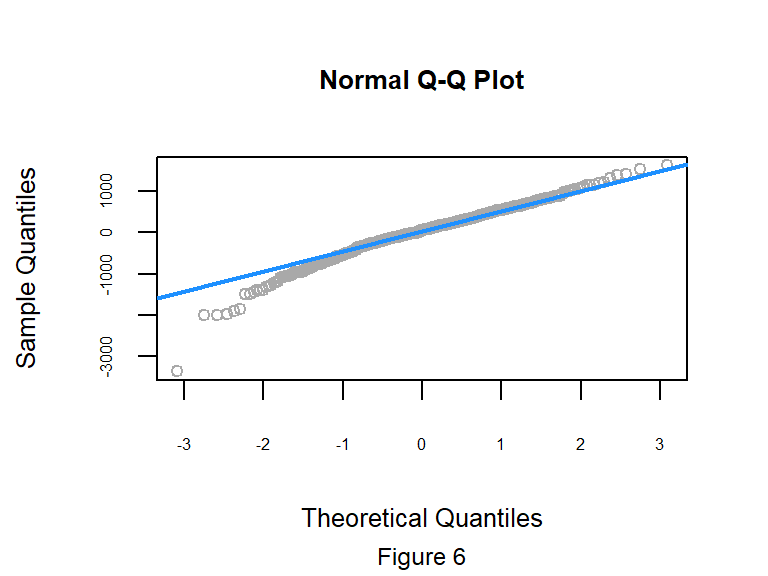 Normal Q-Q Plot
Sample Quantiles
1000
0
-1000
-3000
-3 -2 -1 0 1 2 3
Theoretical Quantiles
Figure 6